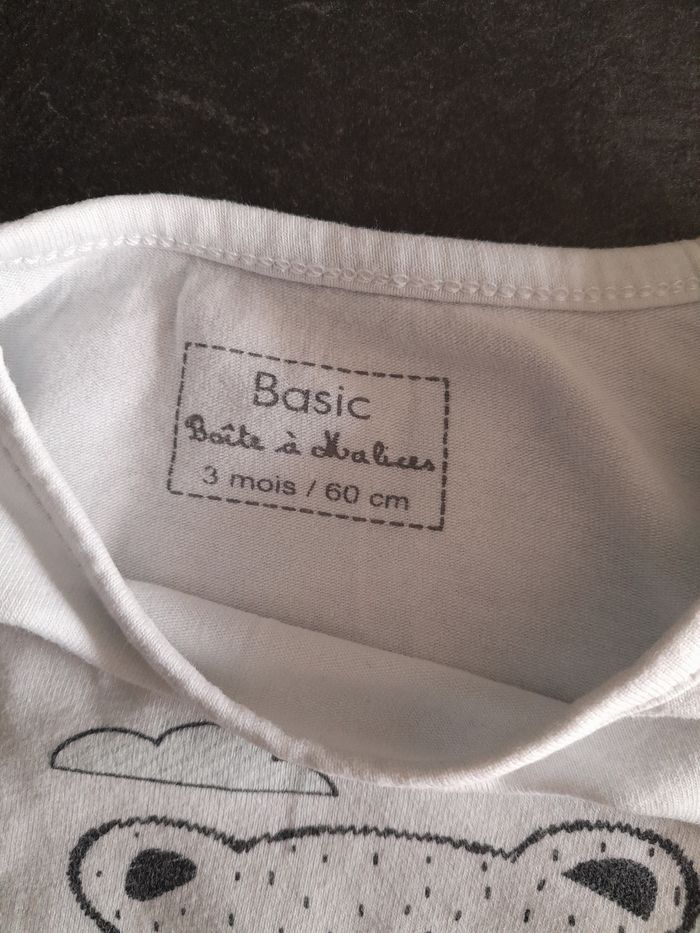 Basic
Boîte à Malices
3 mois / 60 cm